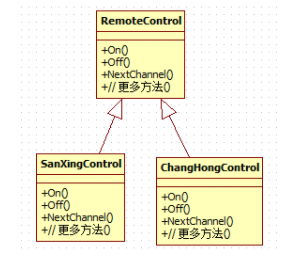 RemoteControl
+On()
+Off()
+NextChannel()
+// 更多方法()
SanXingControl
+On()
+Off()
+NextChannel()
+// 更多方法()
ChangHongControl
+On()
+Off()
+NextChannel()
+// 更多方法()